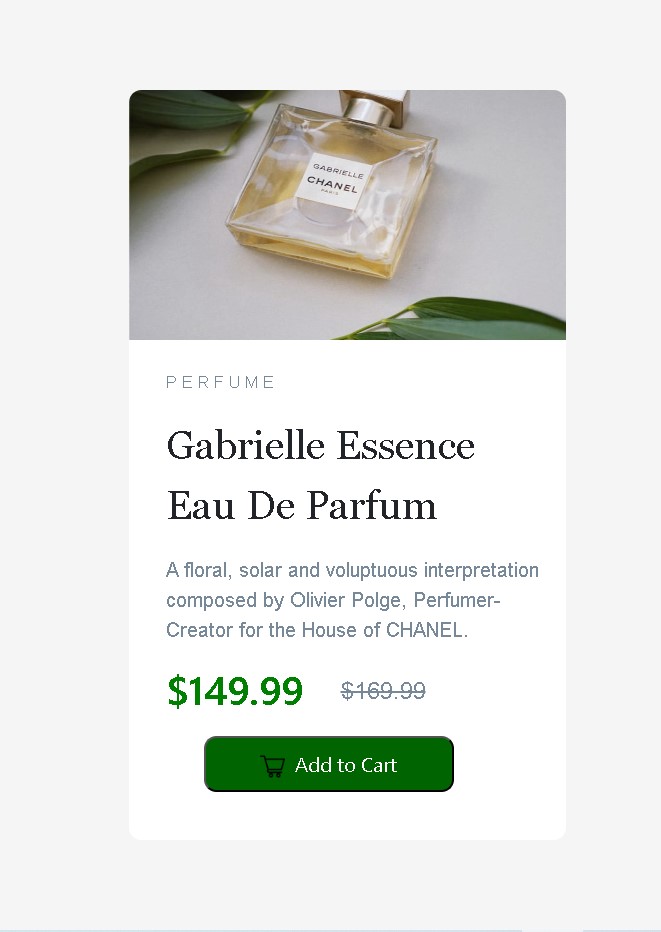 GABRIELLE
CHANEL
PARIS
PERFUME
Gabrielle Essence
Eau De Parfum
A floral, solar and voluptuous interpretation
composed by Olivier Polge, Perfumer-
Creator for the House of CHANEL.
$149.99 $169.99
Add to Cart